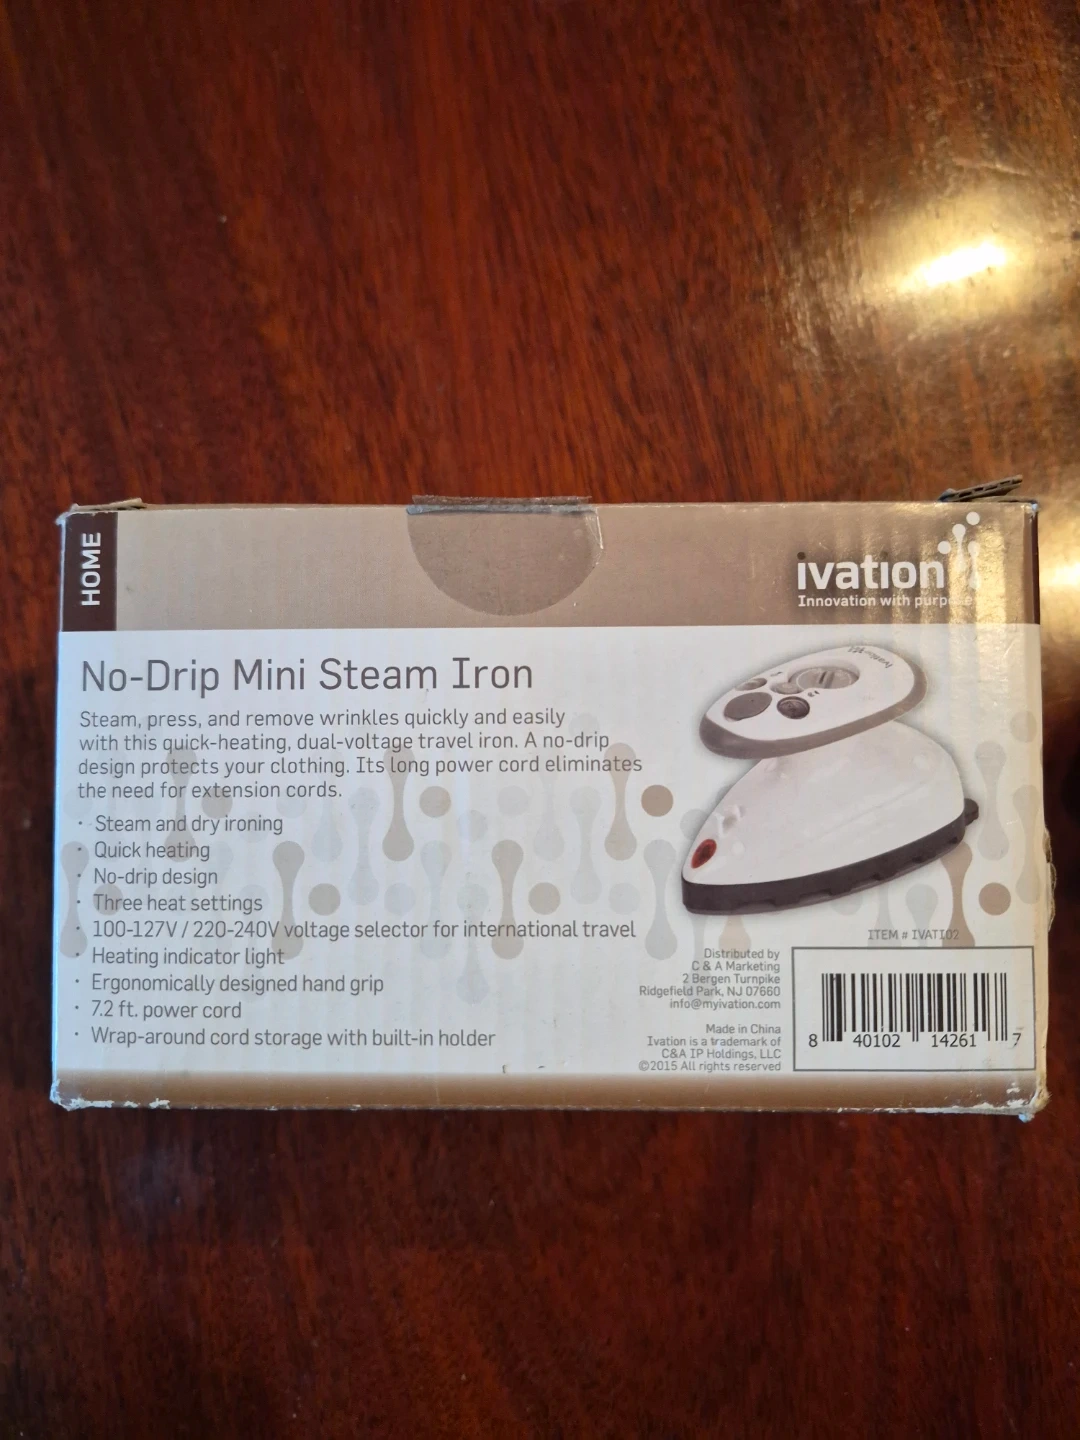 HOME
ivation
Innovation with purpose
No-Drip Mini Steam Iron
Steam, press, and remove wrinkles quickly and easily
with this quick-heating, dual-voltage travel iron. A no-drip
design protects your clothing. Its long power cord eliminates
the need for extension cords.
· Steam and dry ironing
· Quick heating
· No-drip design
· Three heat settings
· 100-127V / 220-240V voltage selector for international travel
· Heating indicator light
· Ergonomically designed hand grip
· 7.2 ft. power cord
· Wrap-around cord storage with built-in holder
ITEM # IVATI02
Distributed by
C & A Marketing
2 Bergen Turnpike
Ridgefield Park, NJ 07660
info@myivation.com
Made in China
Ivation is a trademark of
C&A IP Holdings, LLC
©2015 All rights reserved
8 40102 14261 7